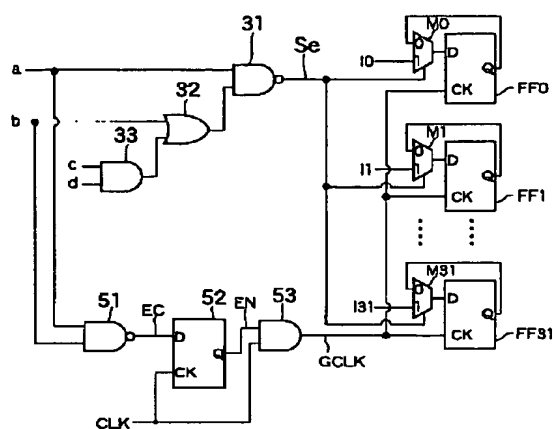 31
Se
M0
0
1
D
Q
CK
I0
FF0
a
32
b
33
c
d
M1
0
1
D
Q
CK
I1
FF1
M31
0
1
D
Q
CK
I31
FF31
51
EC
52
EN
53
D
Q
CK
GCLK
CLK